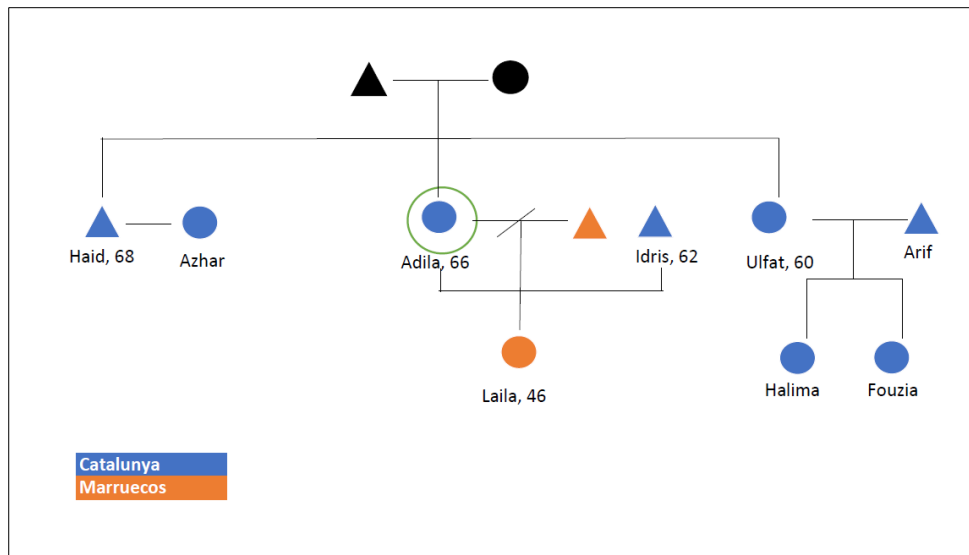 Haid, 68
Azhar
Adila, 66
Idris, 62
Ulfat, 60
Arif
Laila, 46
Halima
Fouzia
Catalunya
Marruecos